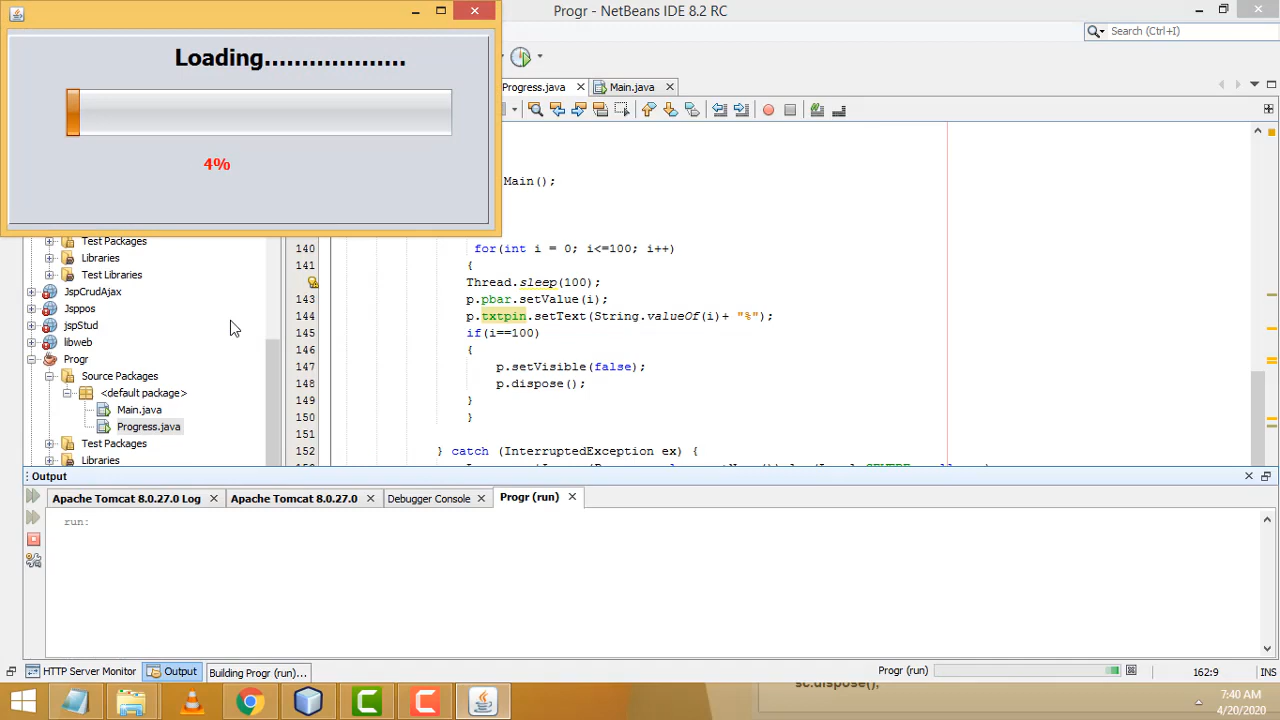 Progr - NetBeans IDE 8.2 RC
Search (Ctrl+I)
Loading...................
4%
Progress.java
Main.java
Main();
140 for(int i = 0; i<=100; i++)
141 {
Thread.sleep(100);
143 p.pbar.setValue(i);
144 p.txtpin.setText(String.valueOf(i)+ "%");
145 if(i==100)
146 {
147 p.setVisible(false);
148 p.dispose();
149 }
150 }
151
152 } catch (InterruptedException ex) {
Test Packages
Libraries
Test Libraries
JspCrudAjax
Jsppos
jspStud
libweb
Progr
Source Packages
<default package>
Main.java
Progress.java
Test Packages
Libraries
Output
Apache Tomcat 8.0.27.0 Log
Apache Tomcat 8.0.27.0
Debugger Console
Progr (run)
run:
HTTP Server Monitor
Output
Building Progr (run)...
Progr (run)
162:9
INS
sc.dispose();
7:40 AM
4/20/2020